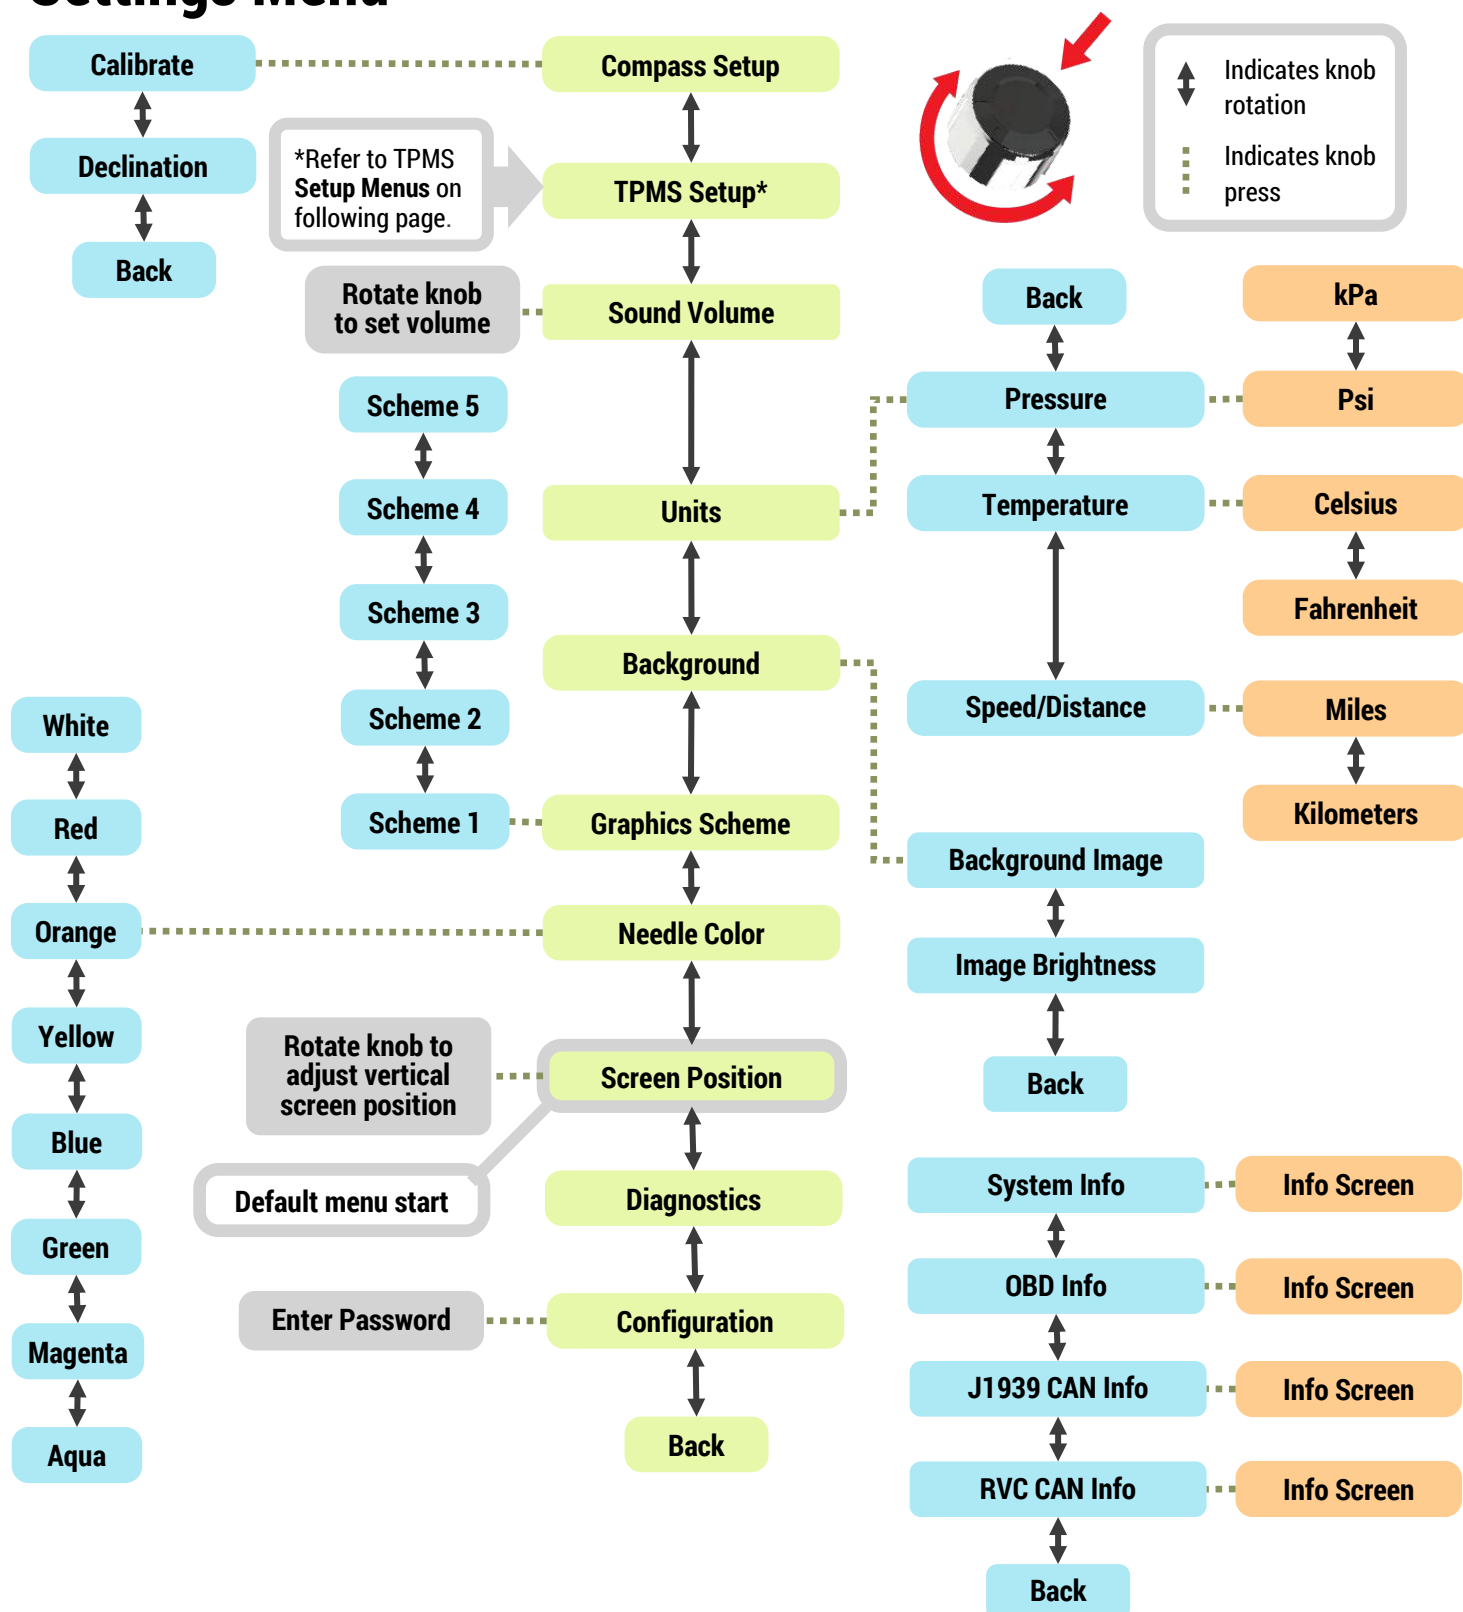 Settings Menu
Calibrate
Declination
Back
Compass Setup
*Refer to TPMS
Setup Menus on
following page.
TPMS Setup*
Rotate knob
to set volume
Sound Volume
Indicates knob
rotation
Indicates knob
press
Scheme 5
Scheme 4
Scheme 3
Scheme 2
Scheme 1
Units
Background
Graphics Scheme
Needle Color
White
Red
Orange
Yellow
Blue
Green
Magenta
Aqua
Rotate knob to
adjust vertical
screen position
Screen Position
Default menu start
Diagnostics
Enter Password
Configuration
Back
Back
Pressure
Temperature
Speed/Distance
kPa
Psi
Celsius
Fahrenheit
Miles
Kilometers
Background Image
Image Brightness
Back
System Info
Info Screen
OBD Info
Info Screen
J1939 CAN Info
Info Screen
RVC CAN Info
Info Screen
Back